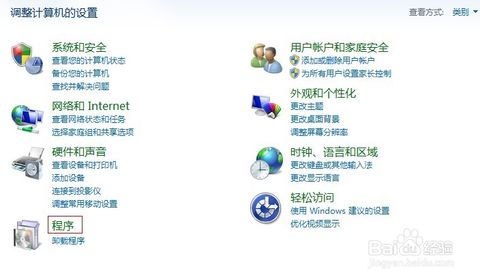 调整计算机的设置
查看方式: 类别
系统和安全
查看您的计算机状态
备份您的计算机
查找并解决问题
网络和 Internet
查看网络状态和任务
选择家庭组和共享选项
硬件和声音
查看设备和打印机
添加设备
连接到投影仪
调整常用移动设置
程序
卸载程序
用户帐户和家庭安全
添加或删除用户帐户
为所有用户设置家长控制
外观和个性化
更改主题
更改桌面背景
调整屏幕分辨率
时钟、语言和区域
更改键盘或其他输入法
更改显示语言
轻松访问
使用 Windows 建议的设置
优化视频显示
Baidu 经验
jingyan.baidu.com